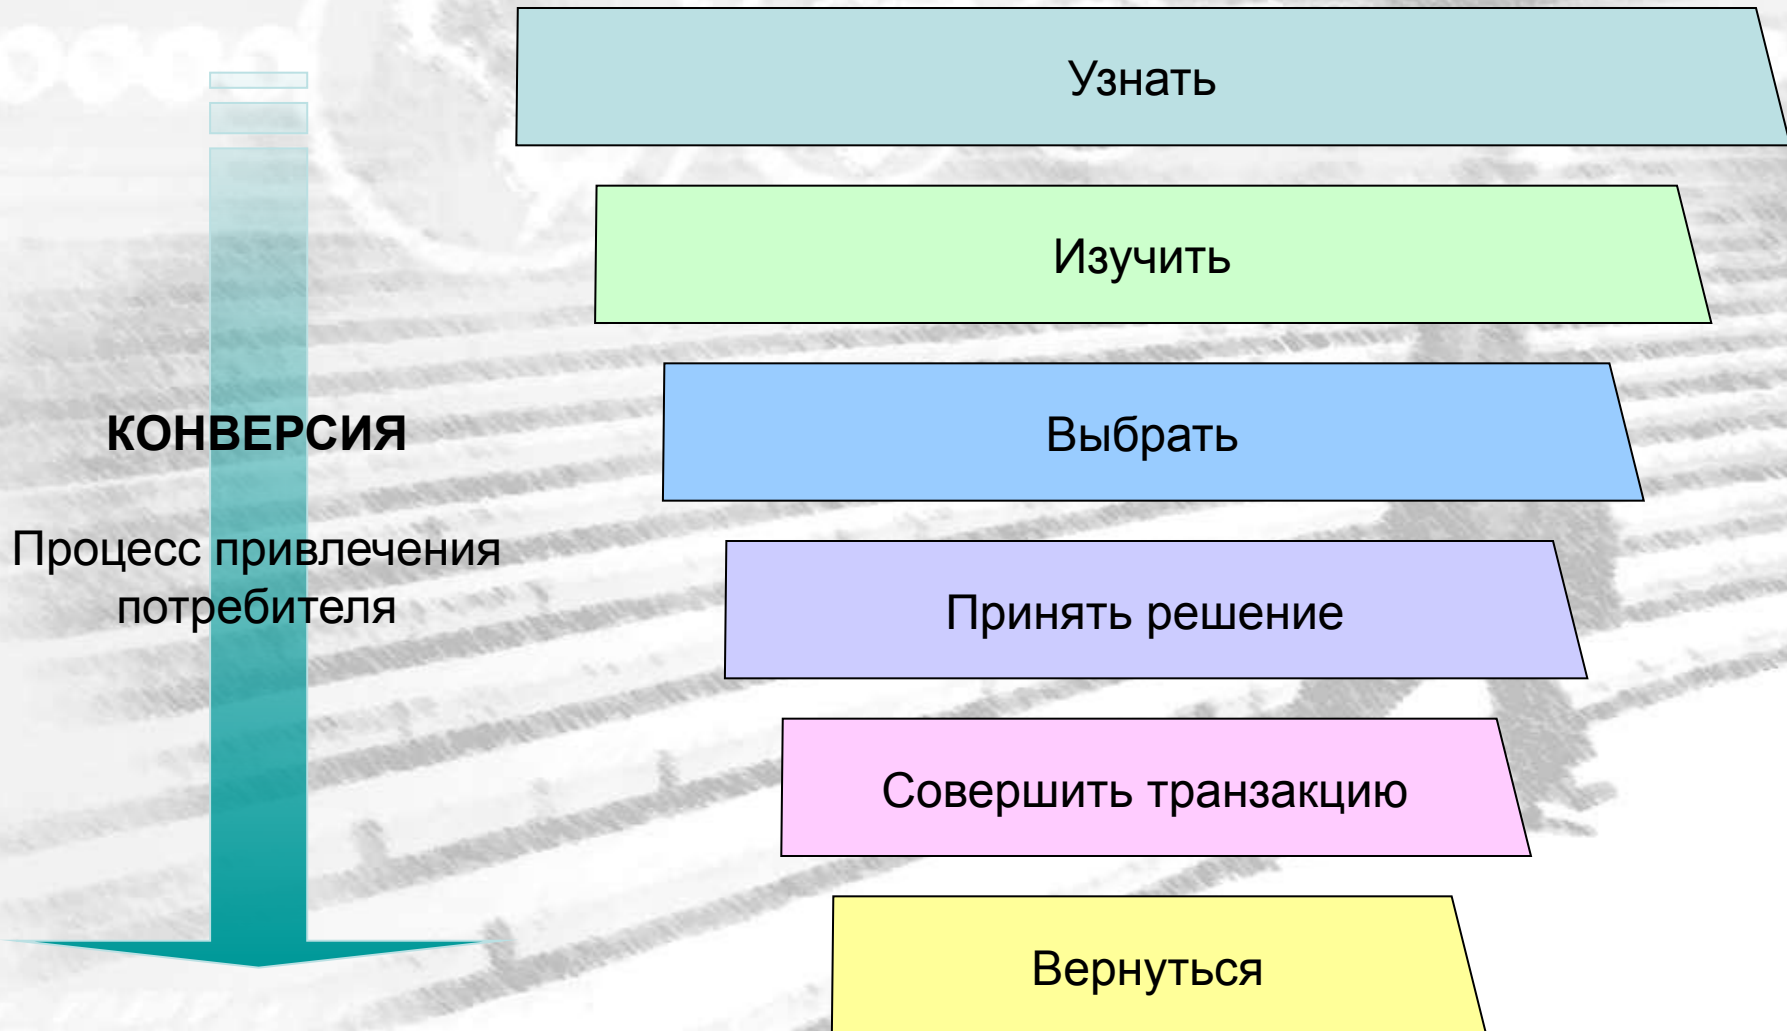 Узнать
Изучить
КОНВЕРСИЯ
Выбрать
Процесс привлечения
потребителя
Принять решение
Совершить транзакцию
Вернуться